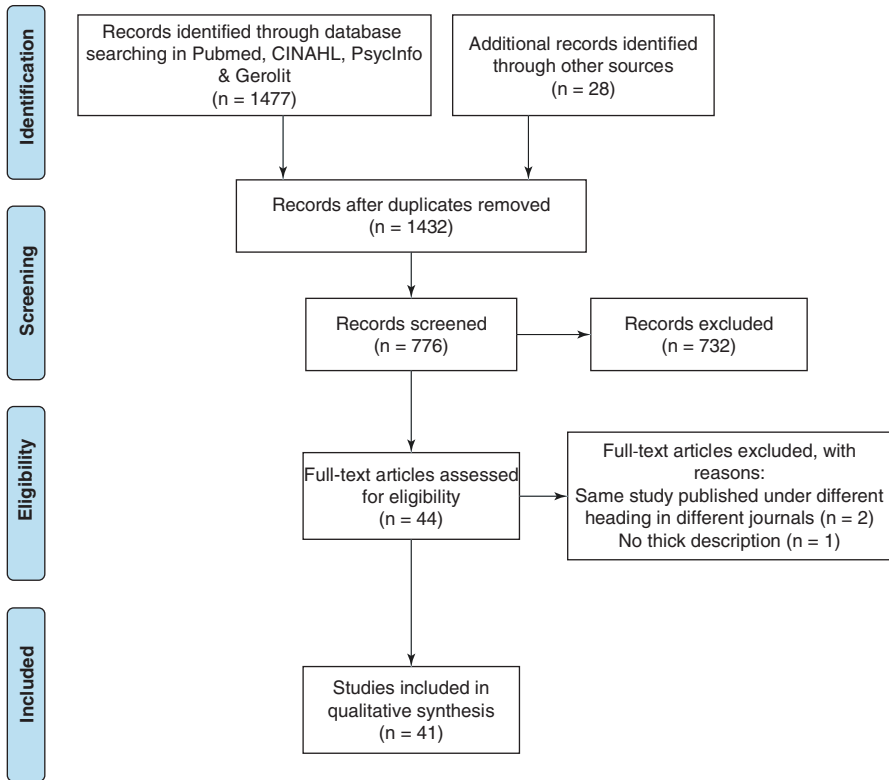 Identification
Records identified through database
searching in Pubmed, CINAHL, PsycInfo
& Gerolit
(n = 1477)
Additional records identified
through other sources
(n = 28)
Screening
Records after duplicates removed
(n = 1432)
Records screened
(n = 776)
Records excluded
(n = 732)
Eligibility
Full-text articles assessed
for eligibility
(n = 44)
Full-text articles excluded, with
reasons:
Same study published under different
heading in different journals (n = 2)
No thick description (n = 1)
Included
Studies included in
qualitative synthesis
(n = 41)